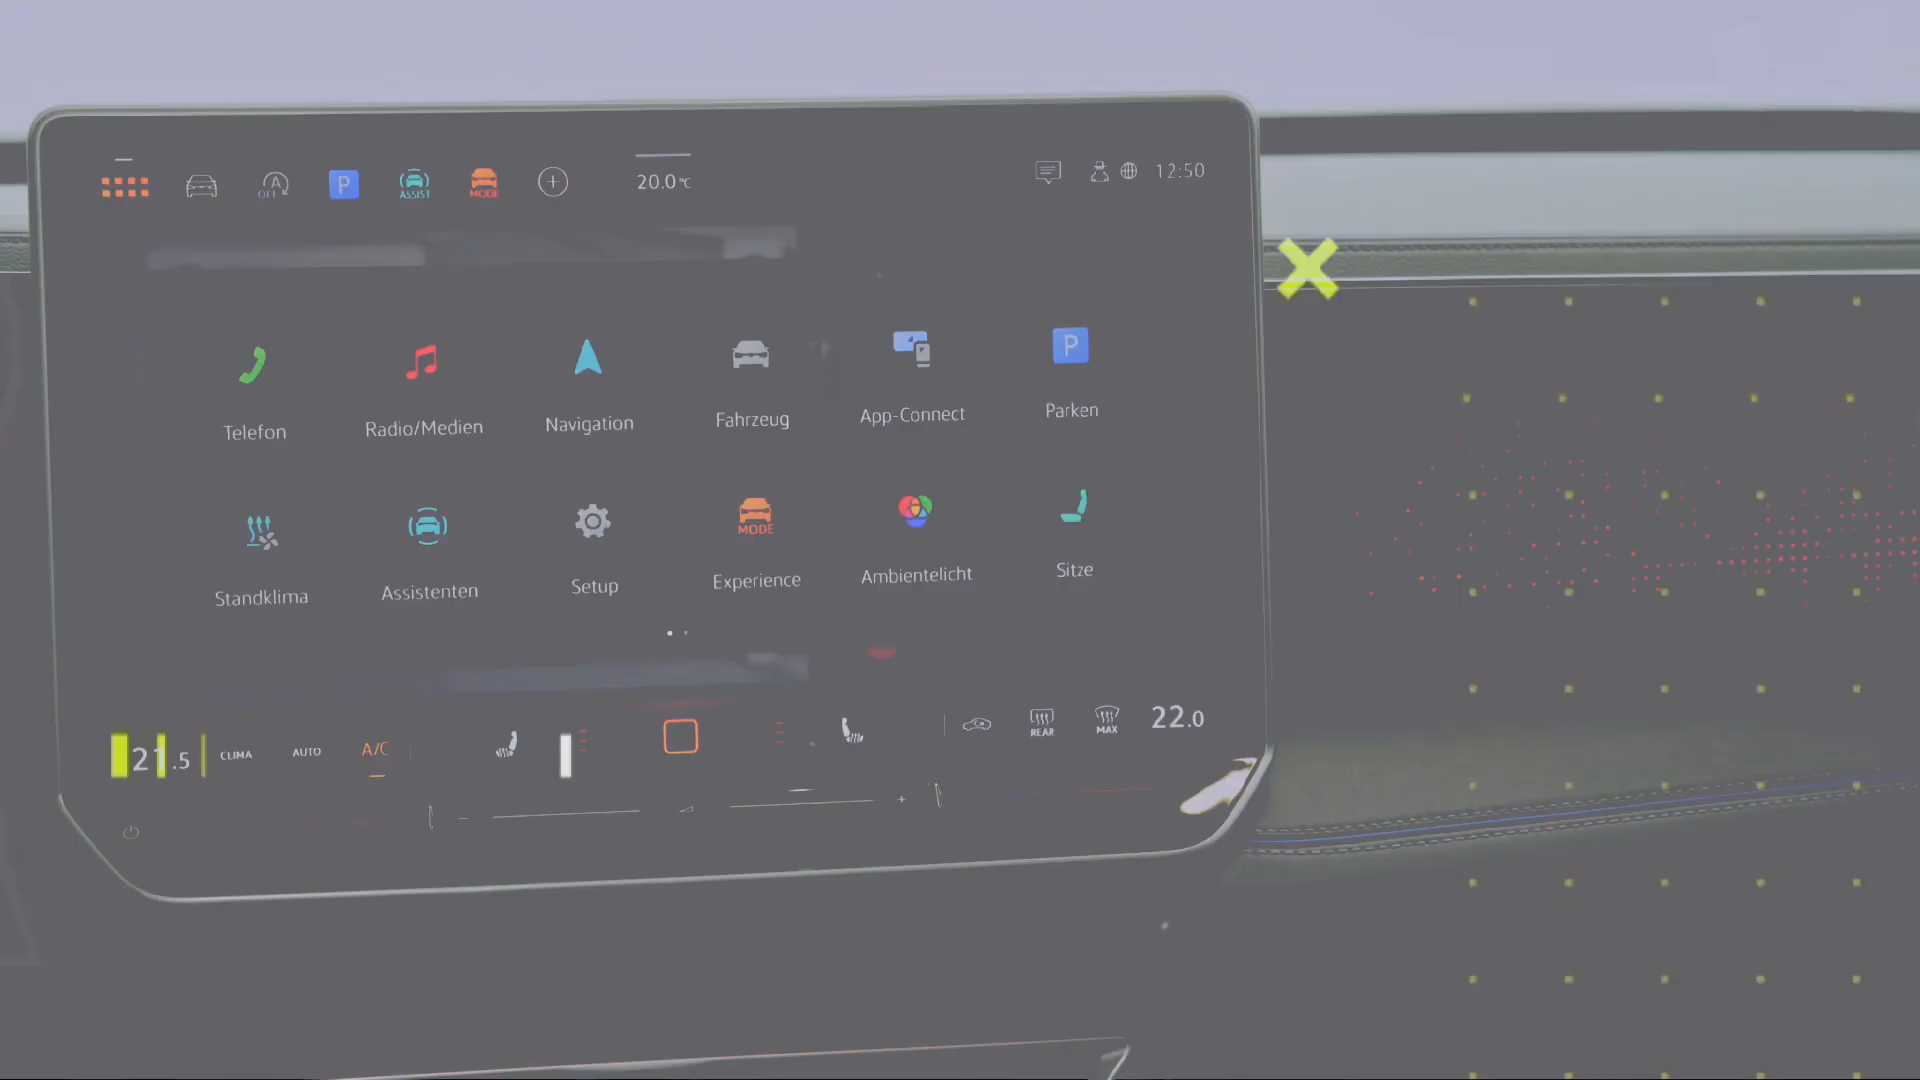 OFF A P ASSIST MODE 20.0°C 12:50
Telefon Radio/Medien Navigation Fahrzeug App-Connect P Parken
Standklima Assistenten Setup MODE Experience Ambientelicht Sitze
21.5 CLIMA AUTO A/C REAR MAX 22.0